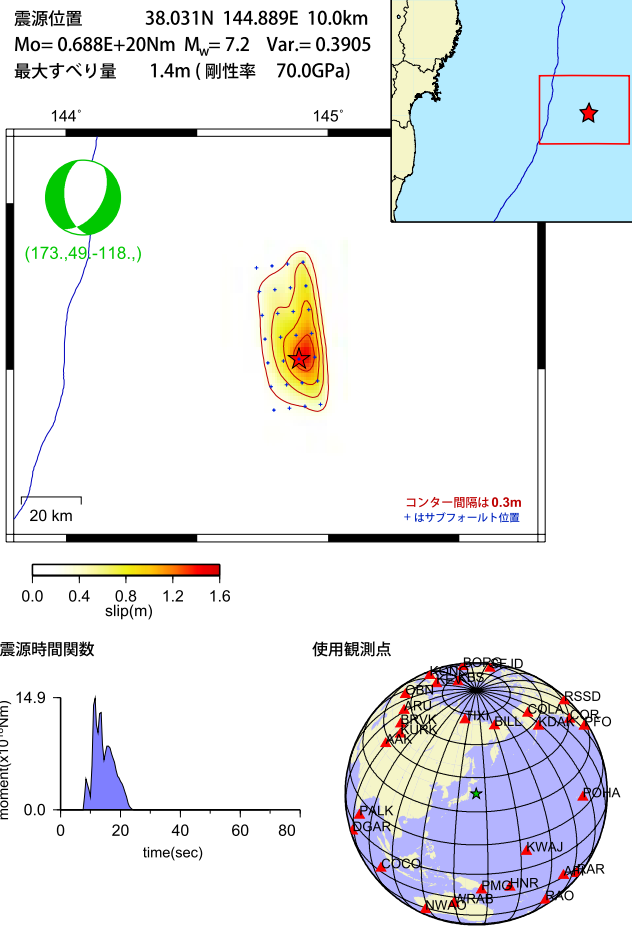 震源位置 38.031N 144.889E 10.0km
Mo= 0.688E+20Nm Mw= 7.2 Var.= 0.3905
最大すべり量 1.4m ( 剛性率 70.0GPa)
144° 145°
(173.,49.-118.,)
20 km
コンター間隔は0.3m
+ はサブフォールト位置
0.0 0.4 0.8 1.2 1.6
slip(m)
震源時間関数
14.9
0.0
0 20 40 60 80
time(sec)
使用観測点
KBS
OBN
ARU
BRVK
KURK
AAK
TIXI
BILL
COLA
KDAK
COR
PFO
RSSD
POHA
PALK
DGAR
COCO
KWAJ
PMG
HNR
WRAB
NWAO
RAO
RAR